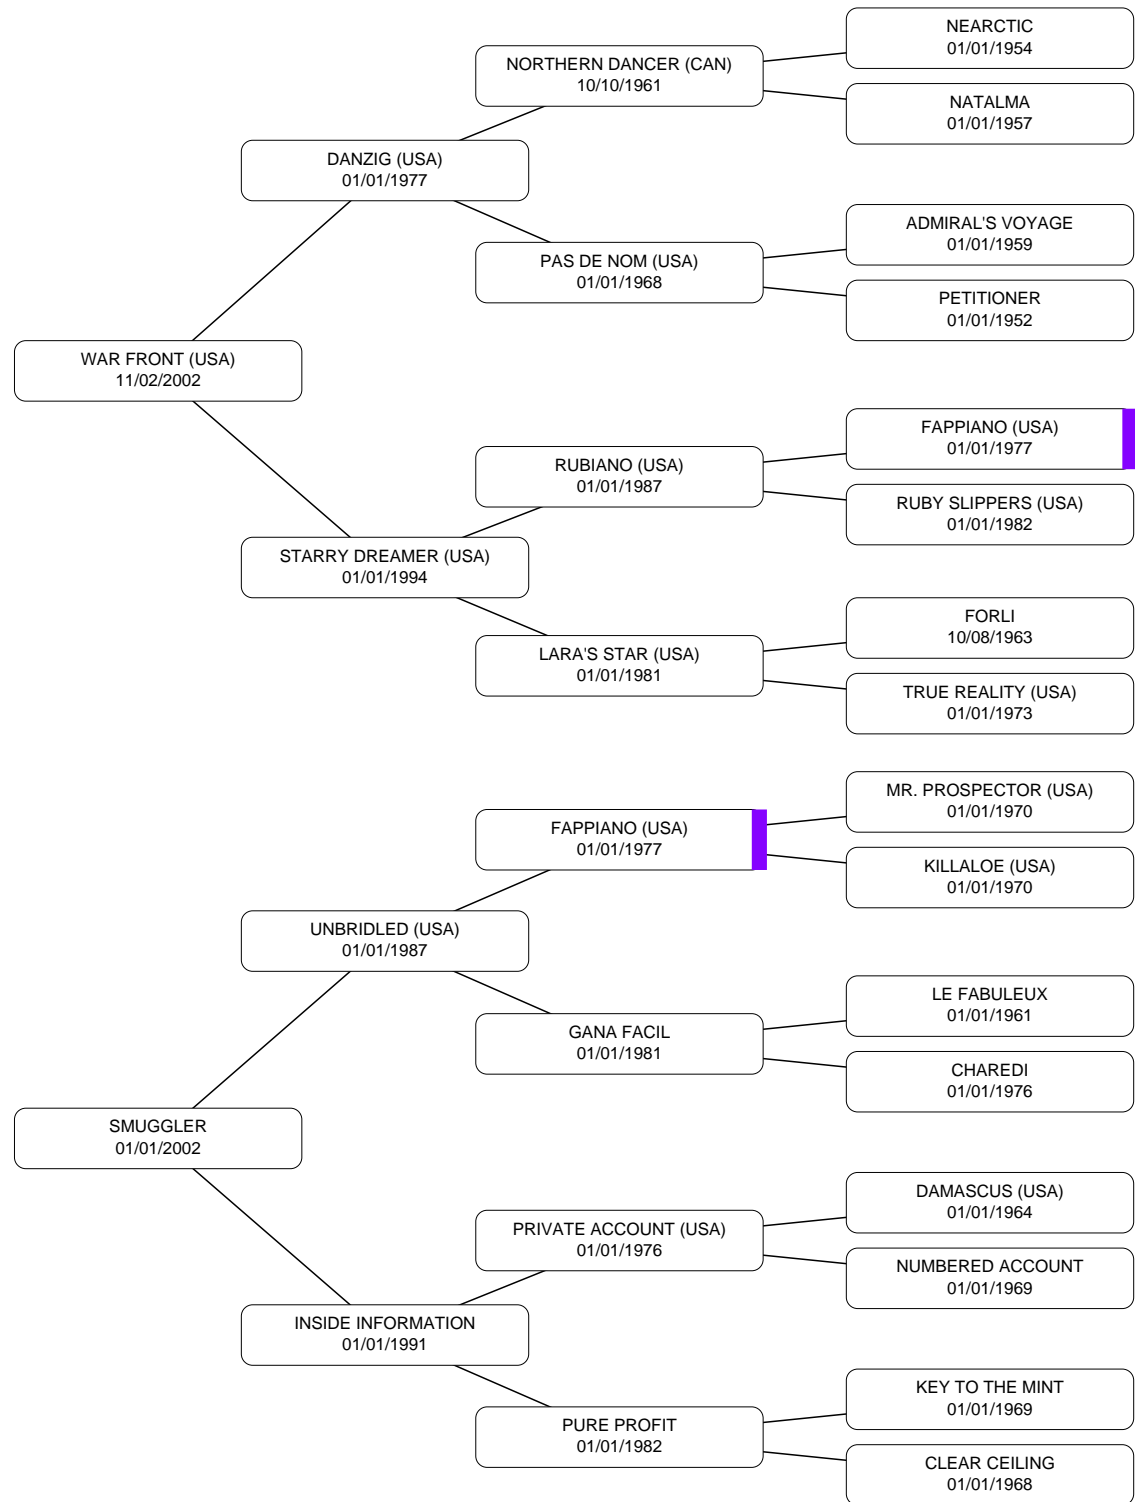 NEARCTIC
01/01/1954
NORTHERN DANCER (CAN)
10/10/1961
NATALMA
01/01/1957
DANZIG (USA)
01/01/1977
ADMIRAL'S VOYAGE
01/01/1959
PAS DE NOM (USA)
01/01/1968
PETITIONER
01/01/1952
WAR FRONT (USA)
11/02/2002
FAPPIANO (USA)
01/01/1977
RUBIANO (USA)
01/01/1987
RUBY SLIPPERS (USA)
01/01/1982
STARRY DREAMER (USA)
01/01/1994
FORLI
10/08/1963
LARA'S STAR (USA)
01/01/1981
TRUE REALITY (USA)
01/01/1973
MR. PROSPECTOR (USA)
01/01/1970
FAPPIANO (USA)
01/01/1977
KILLALOE (USA)
01/01/1970
UNBRIDLED (USA)
01/01/1987
LE FABULEUX
01/01/1961
GANA FACIL
01/01/1981
CHAREDI
01/01/1976
SMUGGLER
01/01/2002
DAMASCUS (USA)
01/01/1964
PRIVATE ACCOUNT (USA)
01/01/1976
NUMBERED ACCOUNT
01/01/1969
INSIDE INFORMATION
01/01/1991
KEY TO THE MINT
01/01/1969
PURE PROFIT
01/01/1982
CLEAR CEILING
01/01/1968